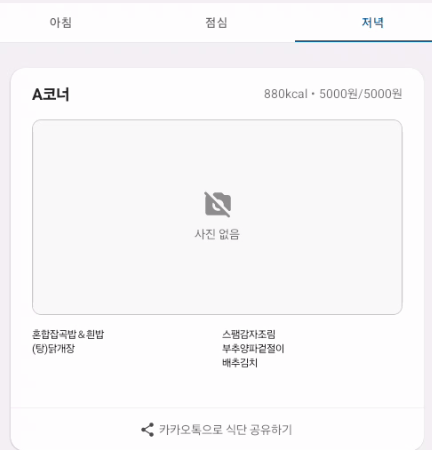 아침 점심 저녁
A코너 880kcal • 5000원/5000원
사진 없음
혼합잡곡밥&흰밥
(탕)닭개장
스팸감자조림
부추양파겉절이
배추김치
카카오톡으로 식단 공유하기